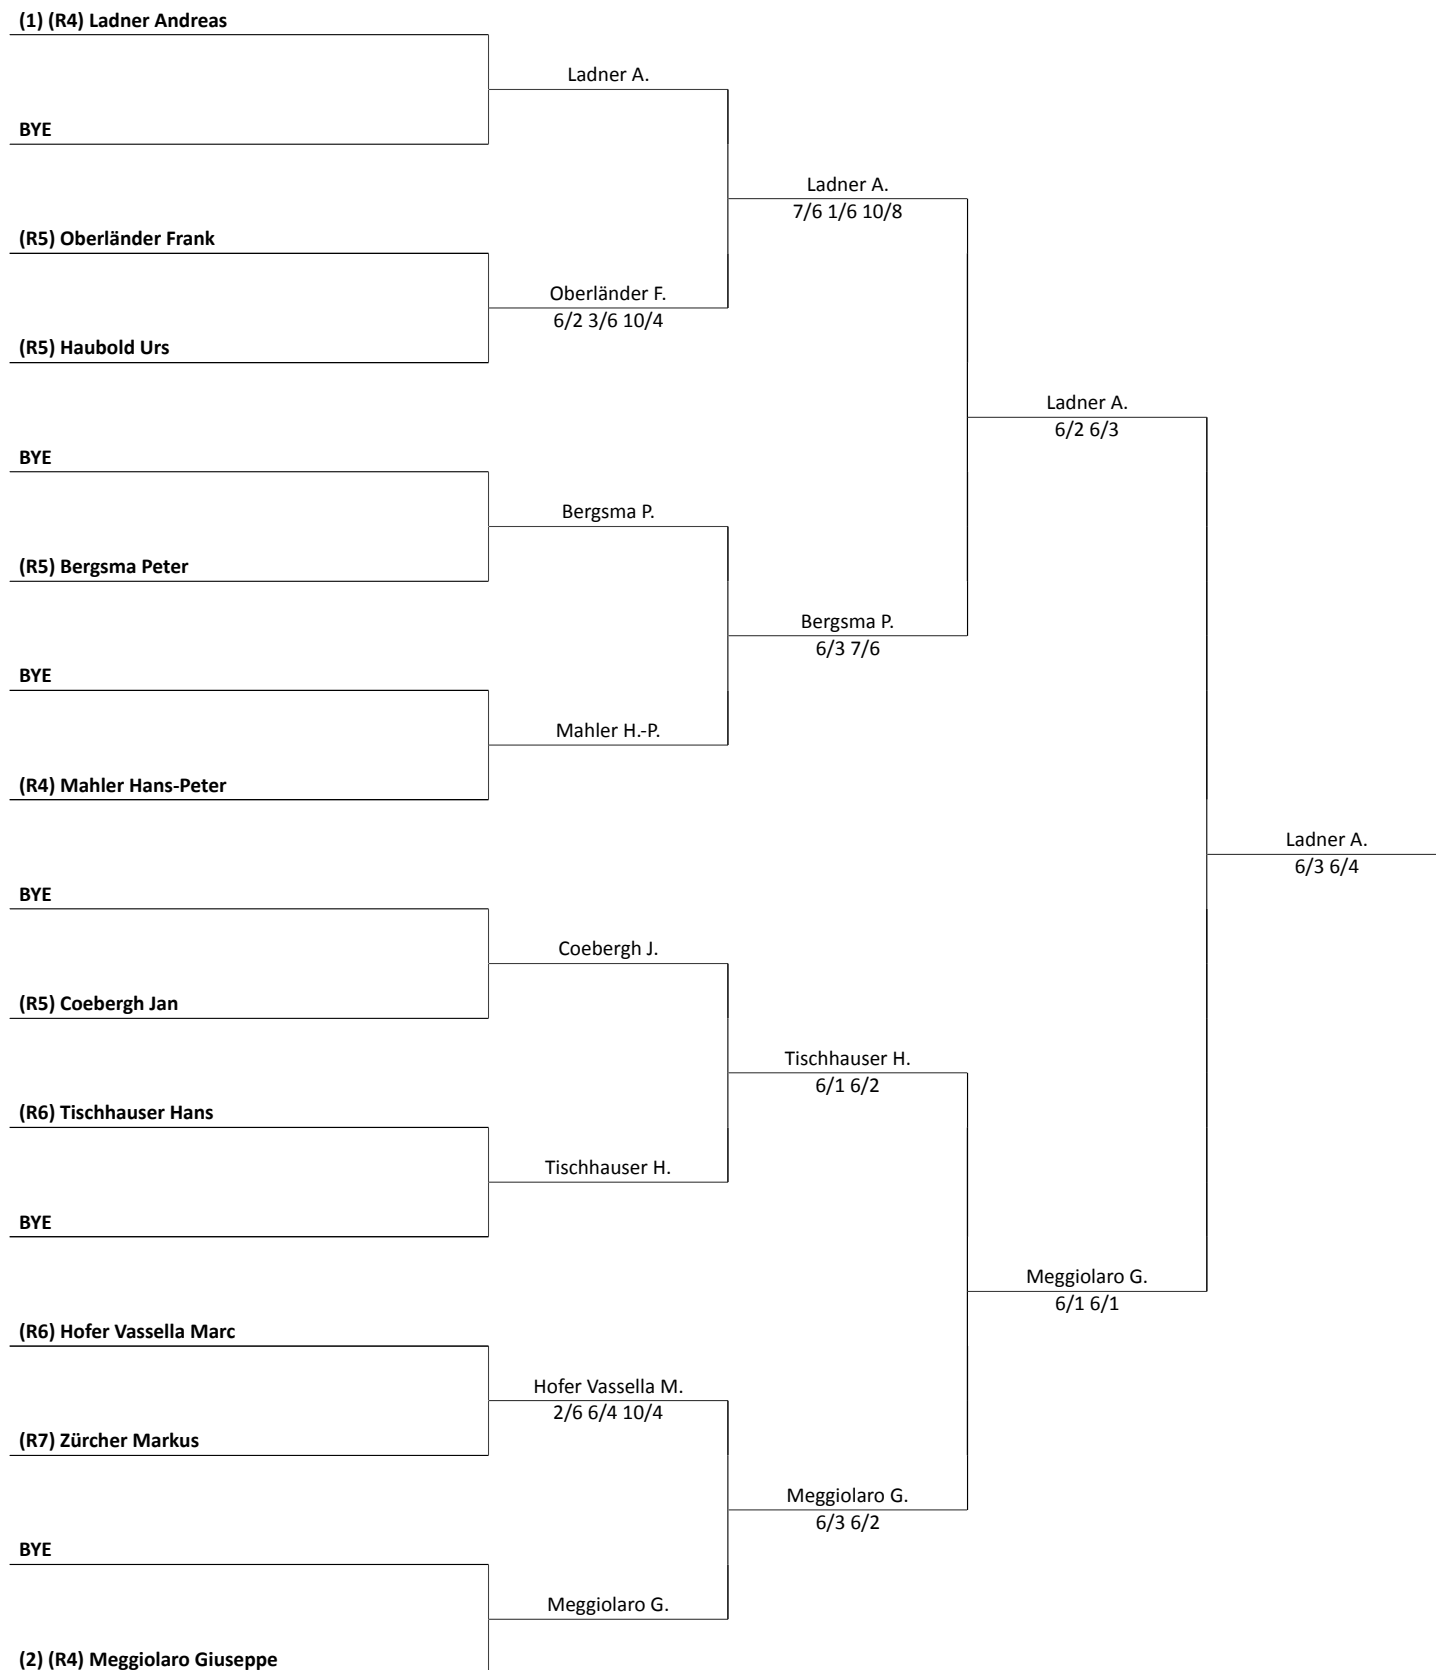 (1) (R4) Ladner Andreas
Ladner A.
BYE
Ladner A.
7/6 1/6 10/8
(R5) Oberländer Frank
Oberländer F.
6/2 3/6 10/4
(R5) Haubold Urs
Ladner A.
6/2 6/3
BYE
Bergsma P.
(R5) Bergsma Peter
Bergsma P.
6/3 7/6
BYE
Mahler H.-P.
(R4) Mahler Hans-Peter
Ladner A.
6/3 6/4
BYE
Coebergh J.
(R5) Coebergh Jan
Tischhauser H.
6/1 6/2
(R6) Tischhauser Hans
Tischhauser H.
BYE
Meggiolaro G.
6/1 6/1
(R6) Hofer Vassella Marc
Hofer Vassella M.
2/6 6/4 10/4
(R7) Zürcher Markus
Meggiolaro G.
6/3 6/2
BYE
Meggiolaro G.
(2) (R4) Meggiolaro Giuseppe